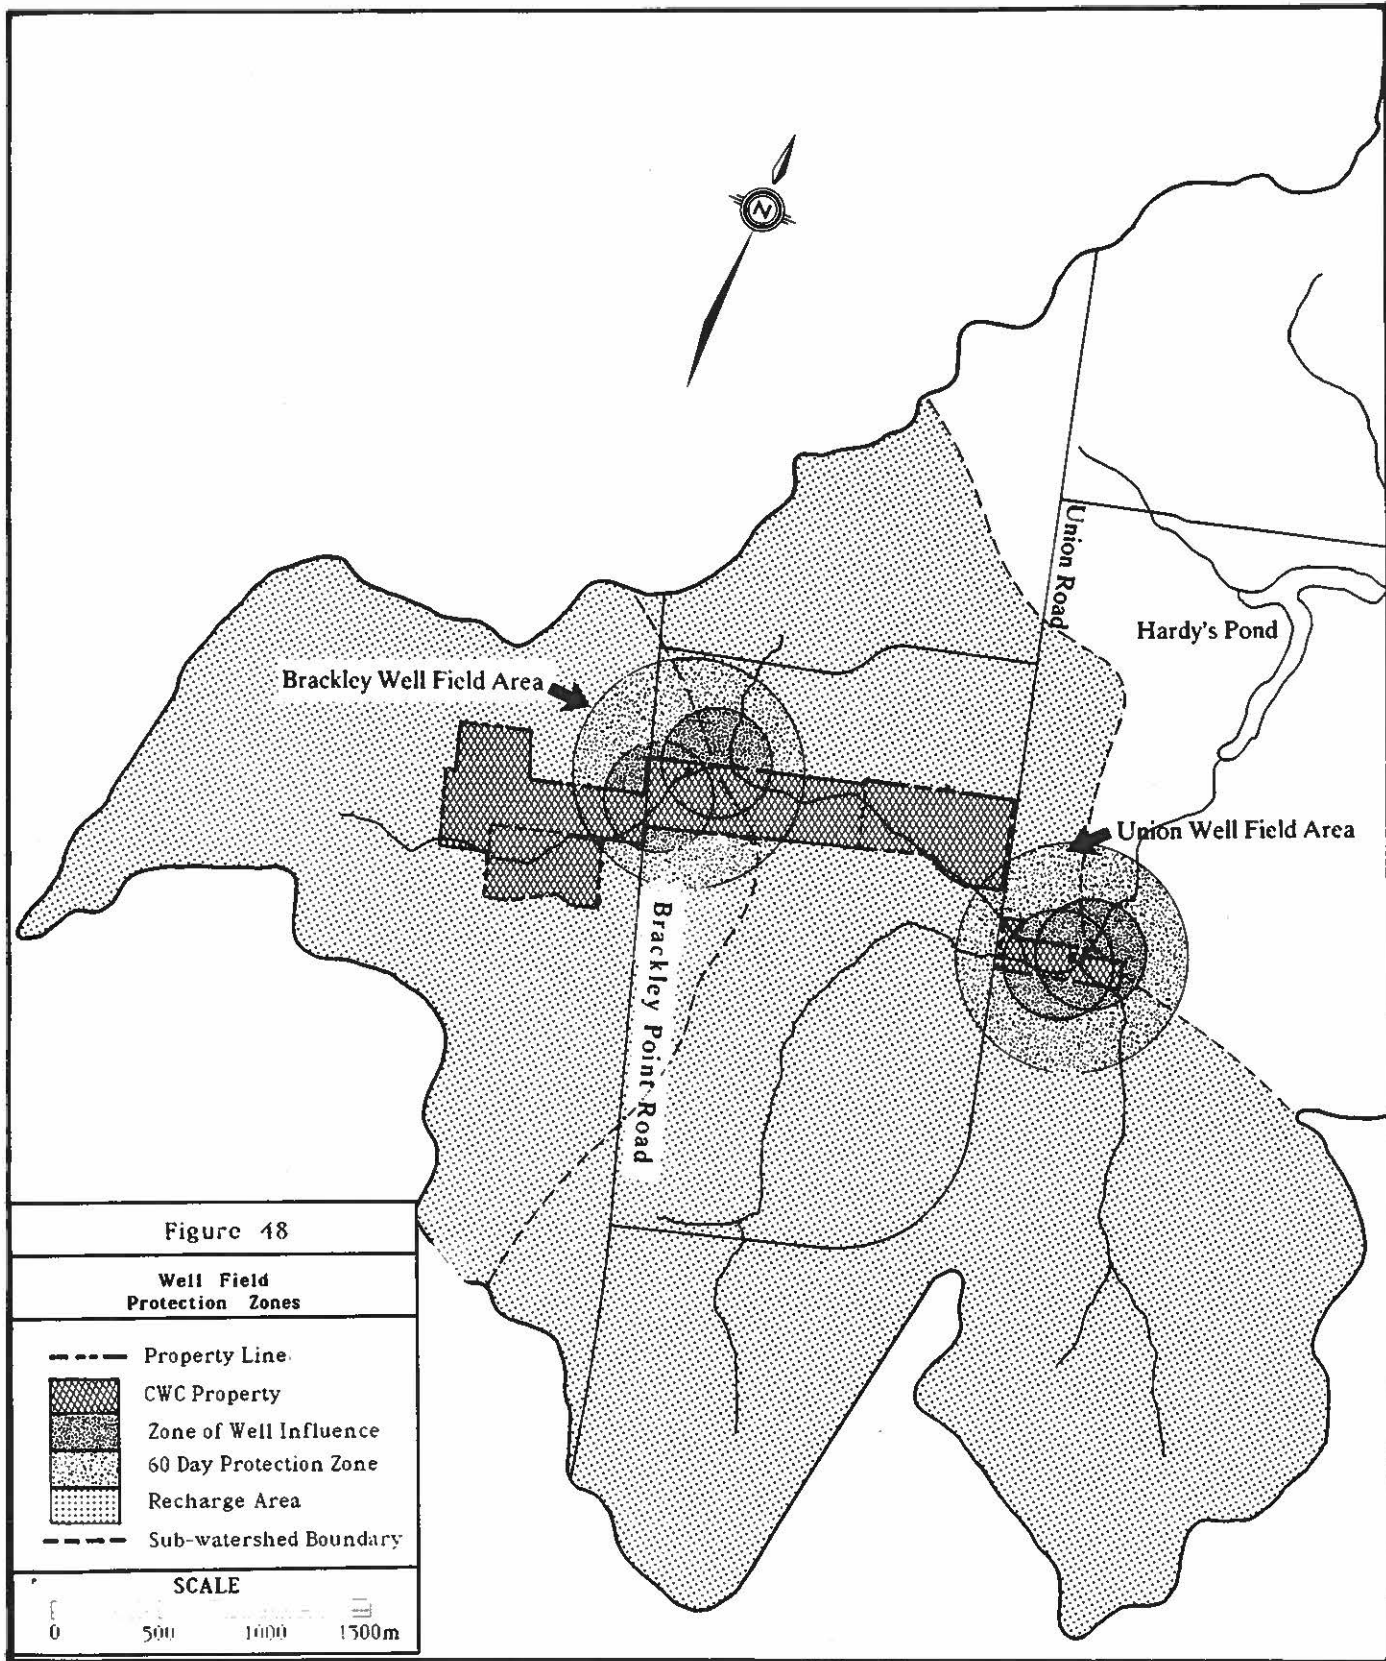 N
Union Road
Hardy's Pond
Brackley Well Field Area
Union Well Field Area
Brackley Point Road
Figure 48
Well Field
Protection Zones
Property Line
CWC Property
Zone of Well Influence
60 Day Protection Zone
Recharge Area
Sub-watershed Boundary
SCALE
0 500 1000 1500m